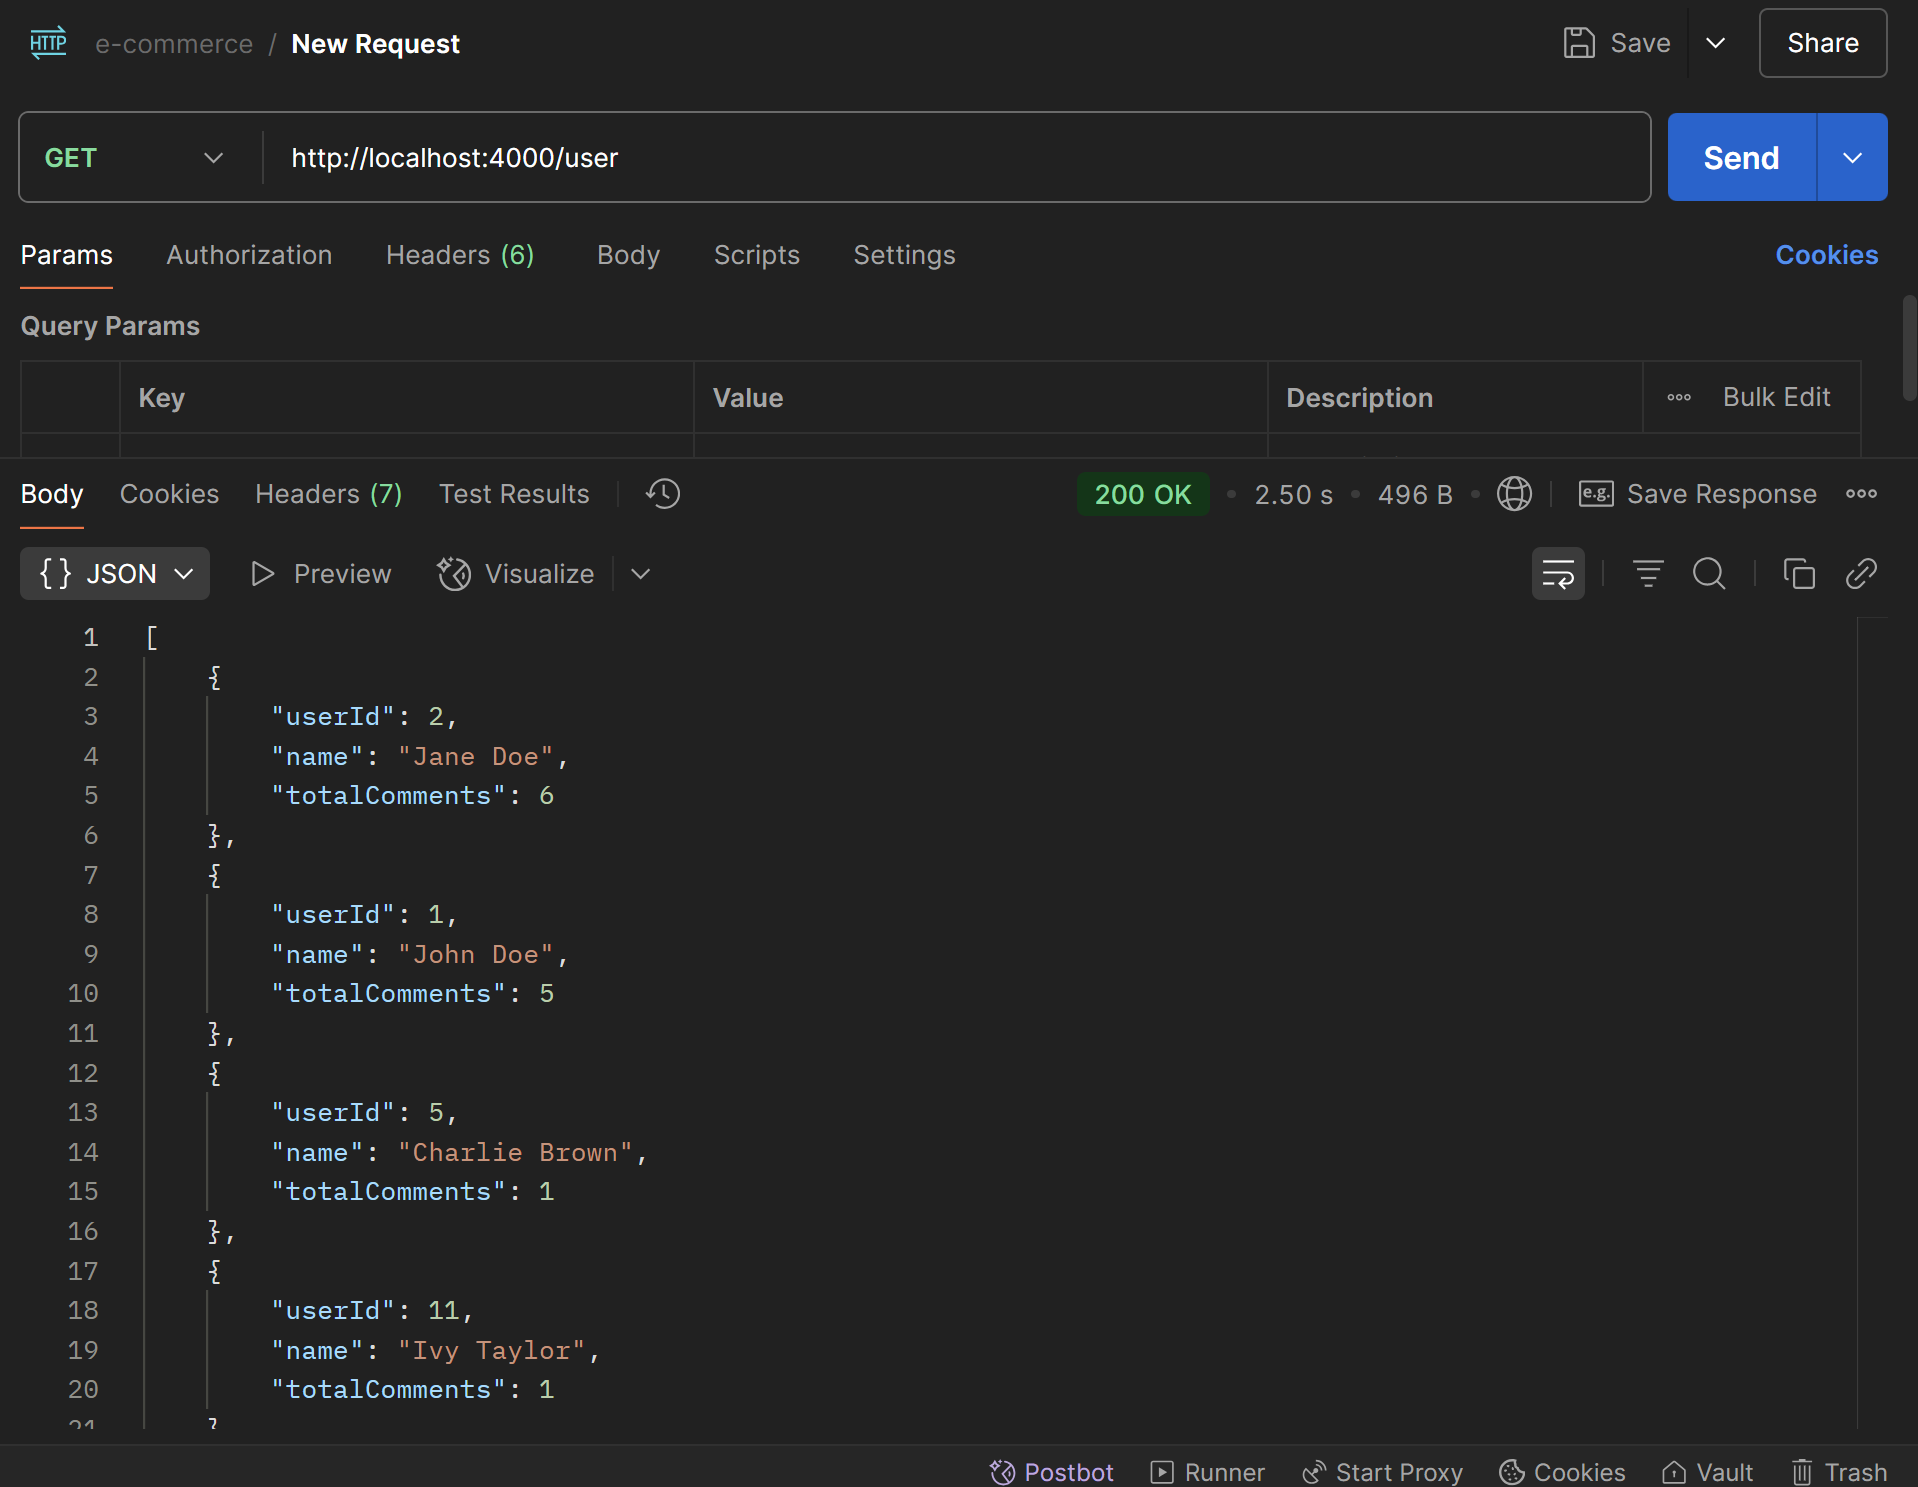 HTTP e-commerce / New Request Save Share
GET http://localhost:4000/user Send
Params Authorization Headers (6) Body Scripts Settings Cookies
Query Params
Key Value Description Bulk Edit
Body Cookies Headers (7) Test Results 200 OK • 2.50 s • 496 B • e.g. Save Response
{} JSON Preview Visualize
1 [
2 {
3 "userId": 2,
4 "name": "Jane Doe",
5 "totalComments": 6
6 },
7 {
8 "userId": 1,
9 "name": "John Doe",
10 "totalComments": 5
11 },
12 {
13 "userId": 5,
14 "name": "Charlie Brown",
15 "totalComments": 1
16 },
17 {
18 "userId": 11,
19 "name": "Ivy Taylor",
20 "totalComments": 1
21 }
Postbot Runner Start Proxy Cookies Vault Trash